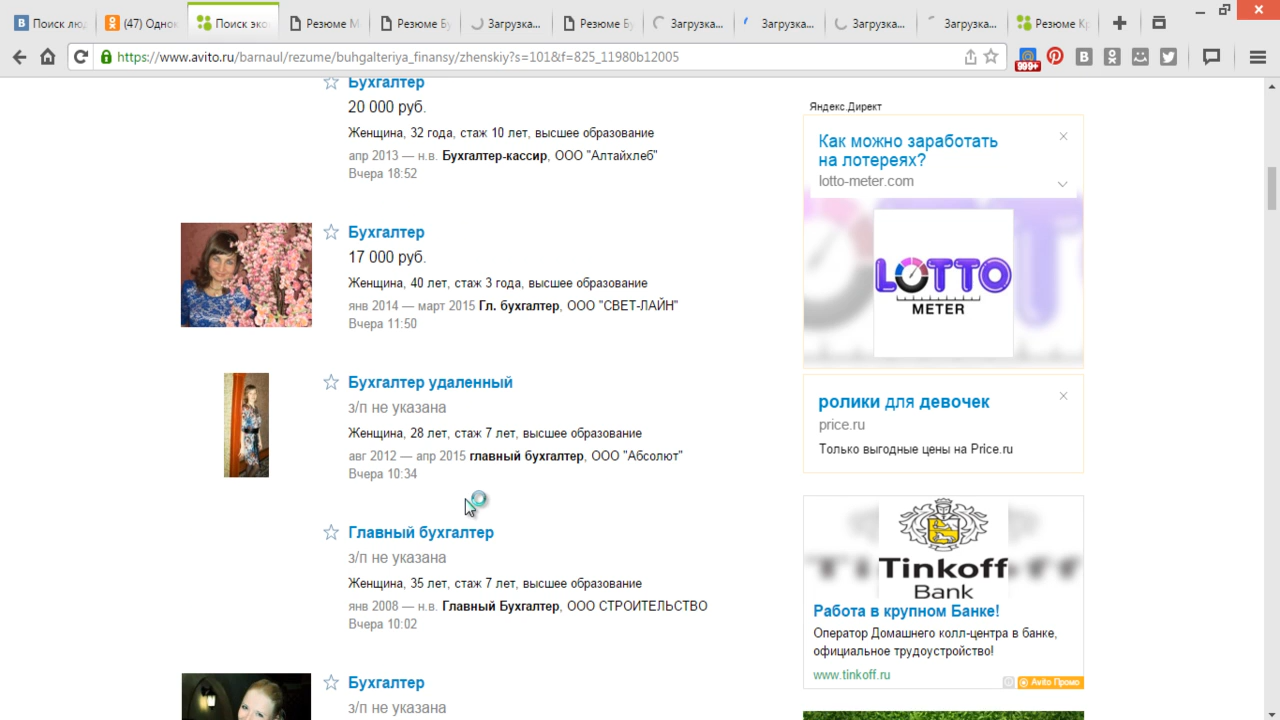 Поиск люд
(47) Однок
Поиск эко
Резюме М
Резюме Бу
Загрузка...
Резюме Бу
Загрузка...
Загрузка...
Загрузка...
Загрузка...
Резюме Кр
https://www.avito.ru/barnaul/rezume/buhgalteriya_finansy/zhenskiy?s=101&f=825_11980b12005
999+
Бухгалтер
20 000 руб.
Женщина, 32 года, стаж 10 лет, высшее образование
апр 2013 — н.в. Бухгалтер-кассир, ООО "Алтайхлеб"
Вчера 18:52
Бухгалтер
17 000 руб.
Женщина, 40 лет, стаж 3 года, высшее образование
янв 2014 — март 2015 Гл. бухгалтер, ООО "СВЕТ-ЛАЙН"
Вчера 11:50
Бухгалтер удаленный
з/п не указана
Женщина, 28 лет, стаж 7 лет, высшее образование
авг 2012 — апр 2015 главный бухгалтер, ООО "Абсолют"
Вчера 10:34
Главный бухгалтер
з/п не указана
Женщина, 35 лет, стаж 7 лет, высшее образование
янв 2008 — н.в. Главный Бухгалтер, ООО СТРОИТЕЛЬСТВО
Вчера 10:02
Бухгалтер
з/п не указана
Яндекс.Директ
Как можно заработать
на лотереях?
lotto-meter.com
LOTTO
METER
ролики для девочек
price.ru
Только выгодные цены на Price.ru
Tinkoff
Bank
Работа в крупном Банке!
Оператор Домашнего колл-центра в банке,
официальное трудоустройство!
www.tinkoff.ru
Avito Промо